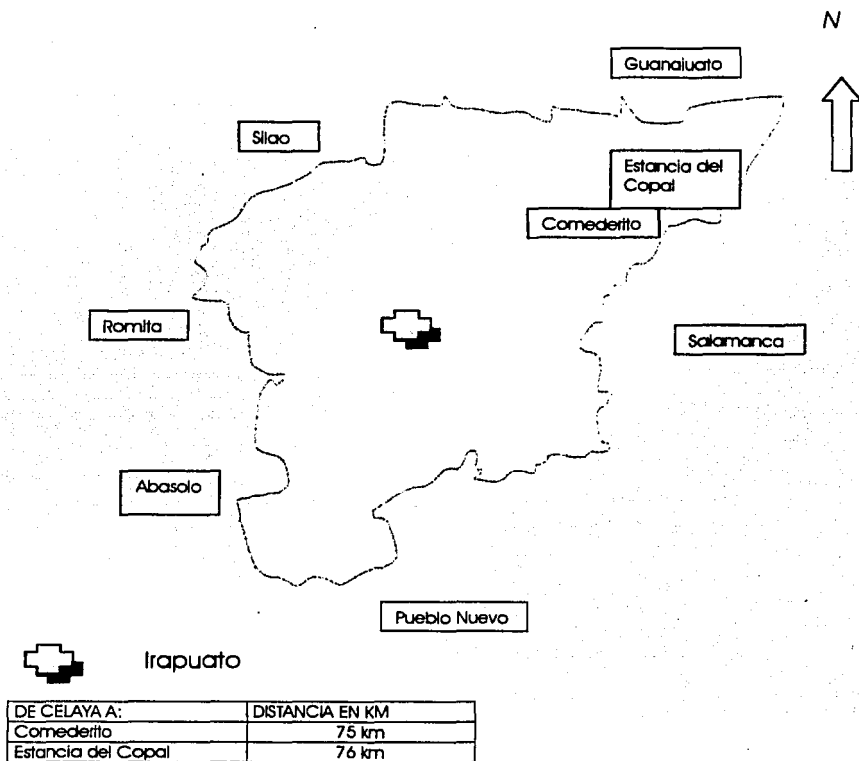 N
Guanaiuato
Silao
Estancia del
Copal
Comederito
Romita
Salamanca
Abasolo
Pueblo Nuevo
Irapuato
DE CELAYA A: DISTANCIA EN KM
Comederito 75 km
Estancia del Copal 76 km